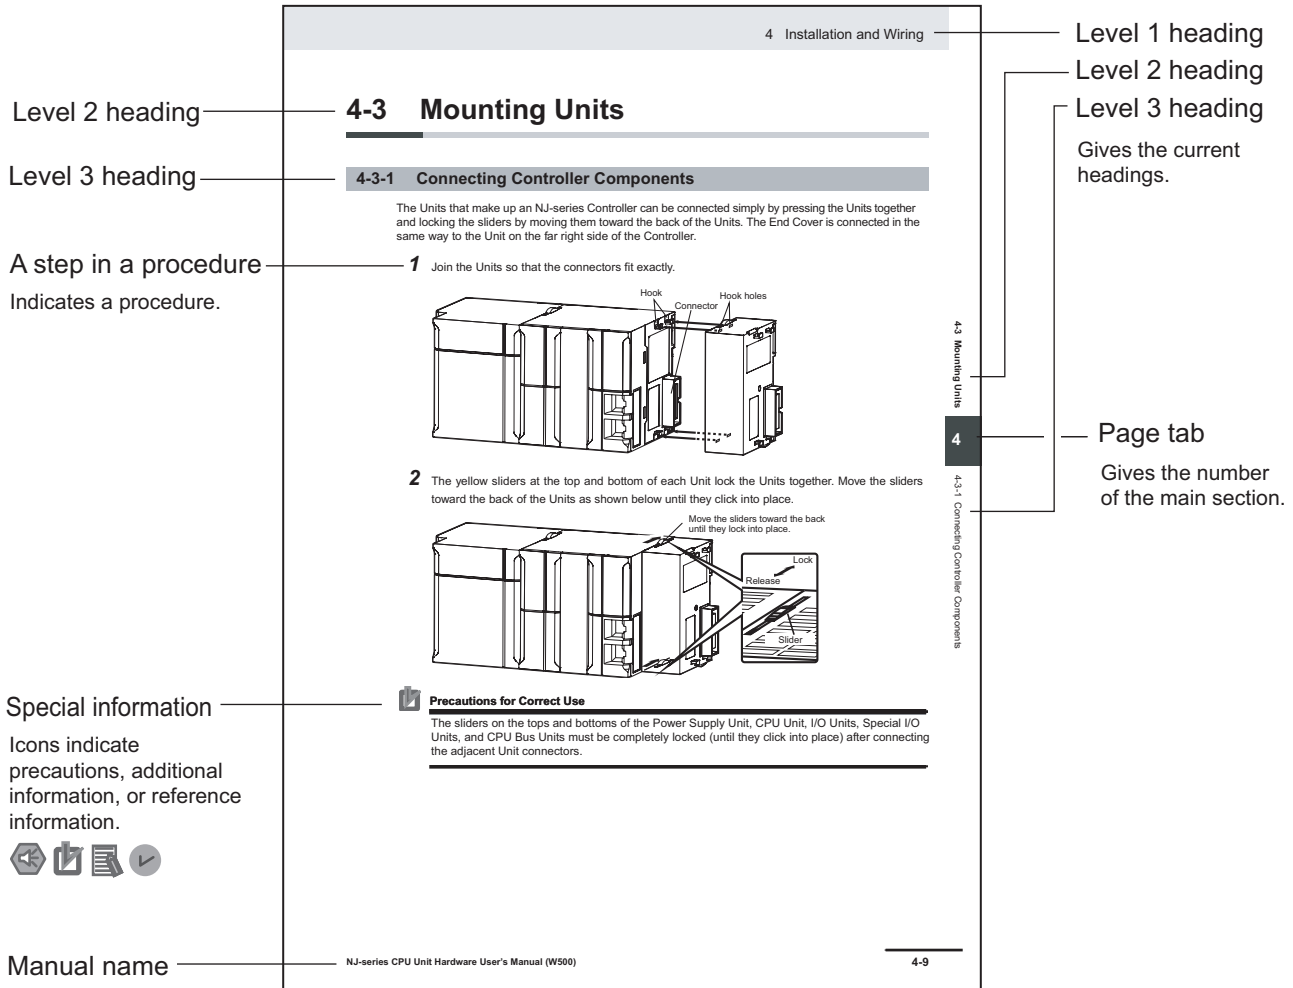 4 Installation and Wiring
Level 1 heading
Level 2 heading
Level 3 heading
Gives the current
headings.
Level 2 heading
4-3 Mounting Units
Level 3 heading
4-3-1 Connecting Controller Components
The Units that make up an NJ-series Controller can be connected simply by pressing the Units together
and locking the sliders by moving them toward the back of the Units. The End Cover is connected in the
same way to the Unit on the far right side of the Controller.
A step in a procedure
Indicates a procedure.
1 Join the Units so that the connectors fit exactly.
Hook
Connector
Hook holes
4-3 Mounting Units
4
4-3-1 Connecting Controller Components
Page tab
Gives the number
of the main section.
2 The yellow sliders at the top and bottom of each Unit lock the Units together. Move the sliders
toward the back of the Units as shown below until they click into place.
Move the sliders toward the back
until they lock into place.
Lock
Release
Slider
Special information
Icons indicate
precautions, additional
information, or reference
information.
Precautions for Correct Use
The sliders on the tops and bottoms of the Power Supply Unit, CPU Unit, I/O Units, Special I/O
Units, and CPU Bus Units must be completely locked (until they click into place) after connecting
the adjacent Unit connectors.
Manual name
NJ-series CPU Unit Hardware User's Manual (W500)
4-9